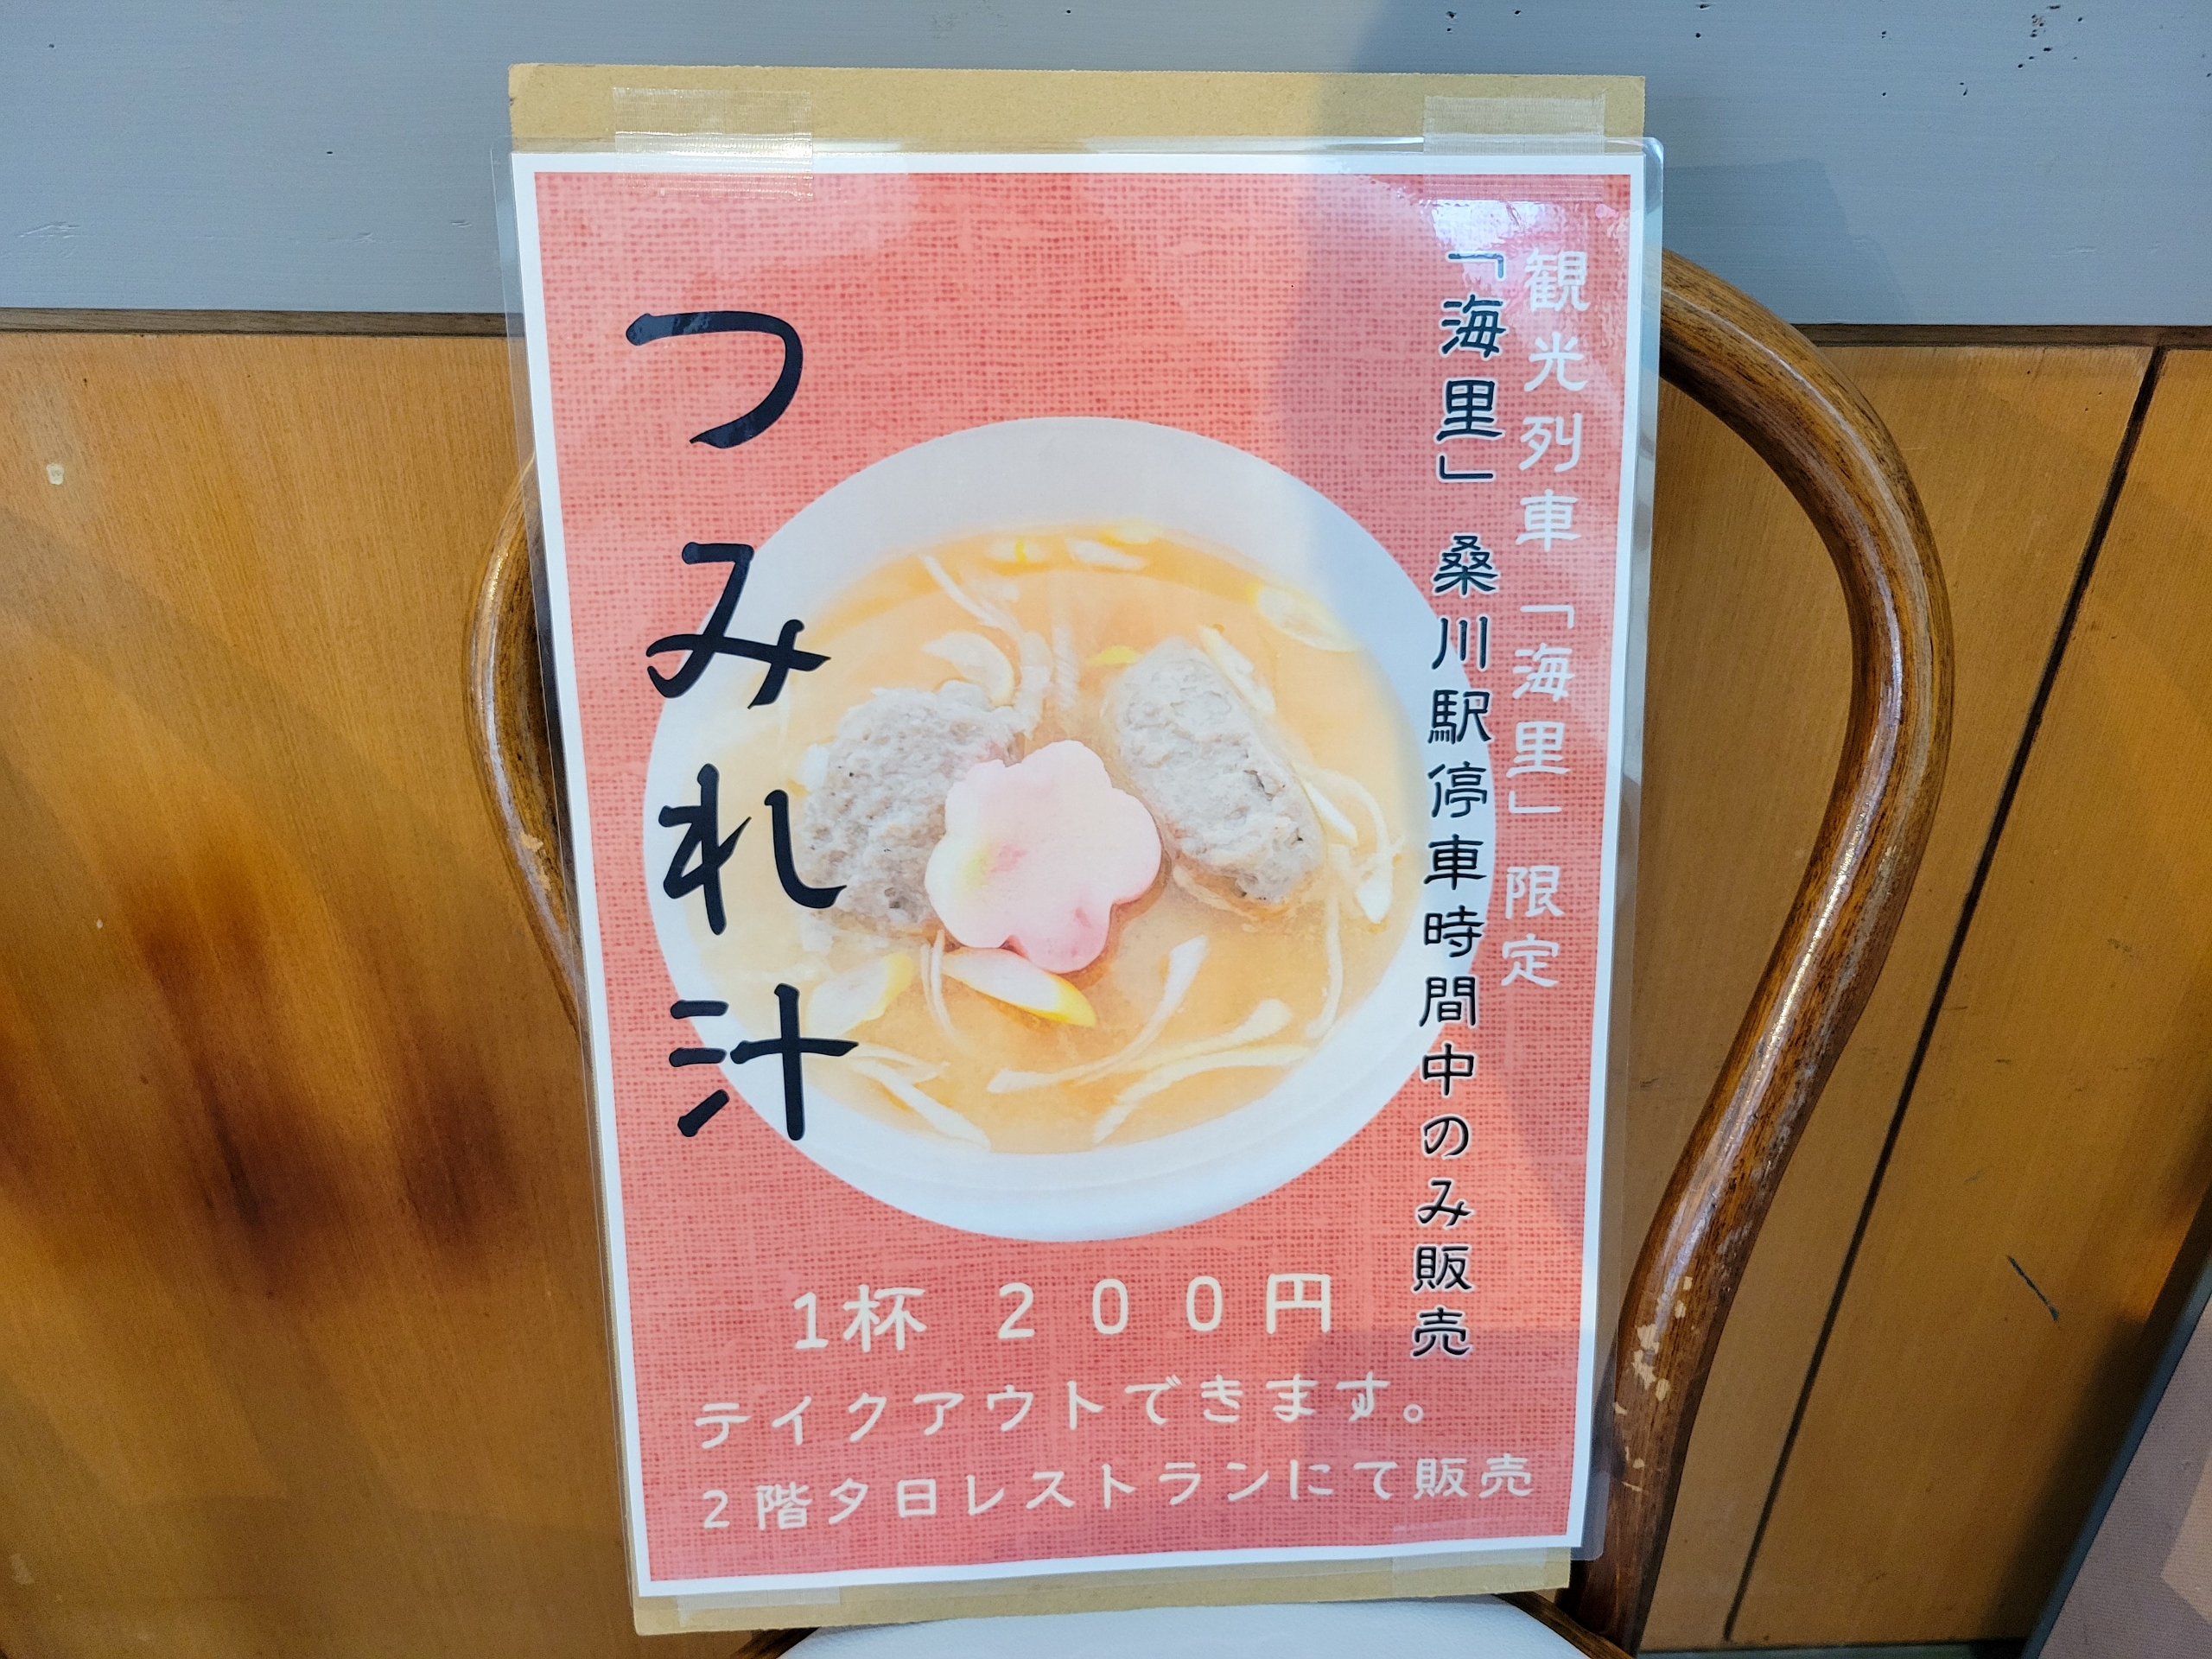 観光列車「海里」限定
「海里」桑川駅停車時間中のみ販売
つみれ汁
1杯 200円
テイクアウトできます。
2階夕日レストランにて販売